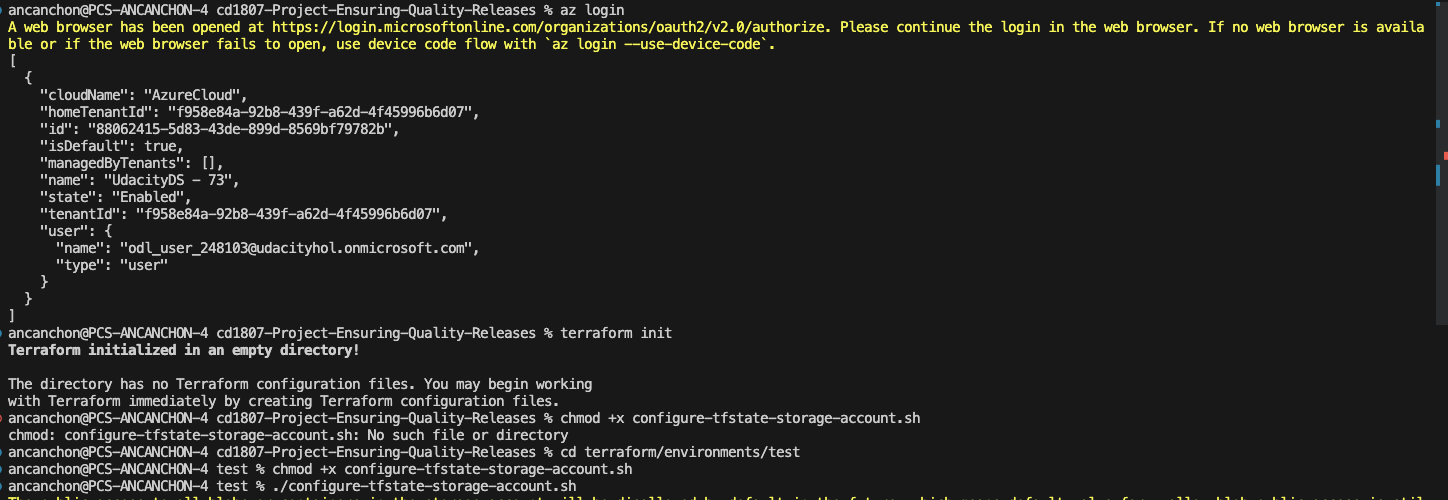 ancanchon@PCS-ANCANCHON-4 cd1807-Project-Ensuring-Quality-Releases % az login
A web browser has been opened at https://login.microsoftonline.com/organizations/oauth2/v2.0/authorize. Please continue the login in the web browser. If no web browser is availa
ble or if the web browser fails to open, use device code flow with `az login --use-device-code`.
[
  {
    "cloudName": "AzureCloud",
    "homeTenantId": "f958e84a-92b8-439f-a62d-4f45996b6d07",
    "id": "88062415-5d83-43de-899d-8569bf79782b",
    "isDefault": true,
    "managedByTenants": [],
    "name": "UdacityDS - 73",
    "state": "Enabled",
    "tenantId": "f958e84a-92b8-439f-a62d-4f45996b6d07",
    "user": {
      "name": "odl_user_248103@udacityhol.onmicrosoft.com",
      "type": "user"
    }
  }
]
ancanchon@PCS-ANCANCHON-4 cd1807-Project-Ensuring-Quality-Releases % terraform init
Terraform initialized in an empty directory!

The directory has no Terraform configuration files. You may begin working
with Terraform immediately by creating Terraform configuration files.
ancanchon@PCS-ANCANCHON-4 cd1807-Project-Ensuring-Quality-Releases % chmod +x configure-tfstate-storage-account.sh
chmod: configure-tfstate-storage-account.sh: No such file or directory
ancanchon@PCS-ANCANCHON-4 cd1807-Project-Ensuring-Quality-Releases % cd terraform/environments/test
ancanchon@PCS-ANCANCHON-4 test % chmod +x configure-tfstate-storage-account.sh
ancanchon@PCS-ANCANCHON-4 test % ./configure-tfstate-storage-account.sh